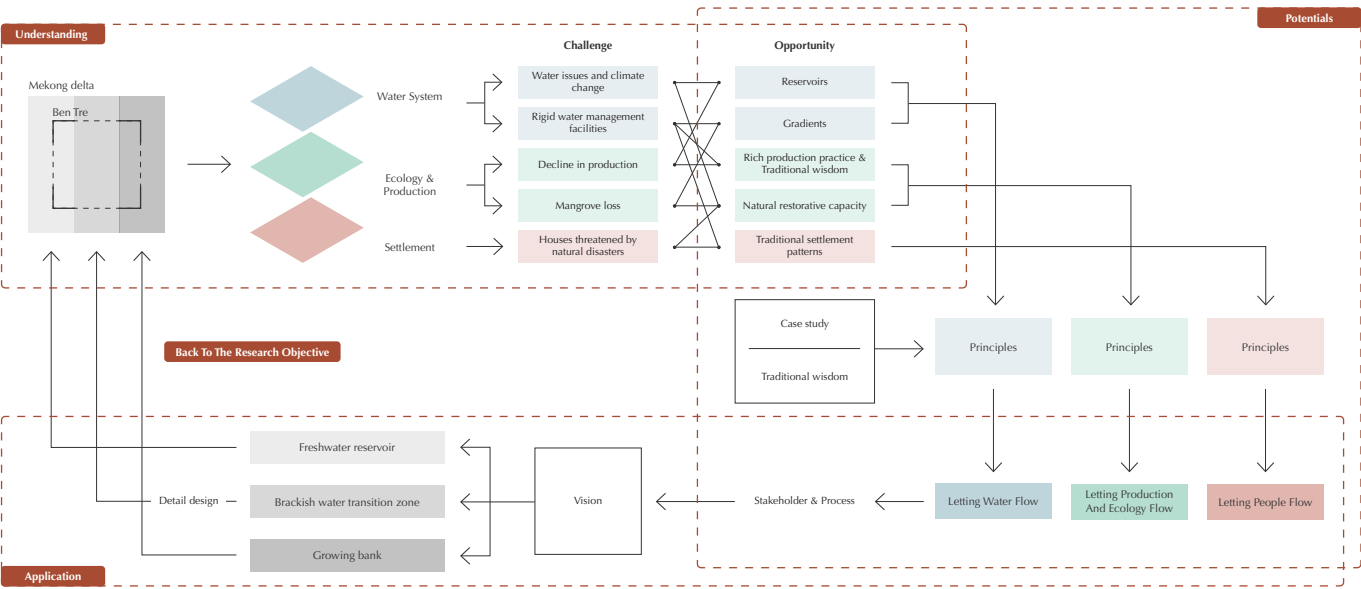 Potentials
Understanding
Challenge
Opportunity
Mekong delta
Ben Tre
Water System
Ecology &
Production
Settlement
Water issues and climate
change
Rigid water management
facilities
Decline in production
Mangrove loss
Houses threatened by
natural disasters
Reservoirs
Gradients
Rich production practice &
Traditional wisdom
Natural restorative capacity
Traditional settlement
patterns
Case study
Traditional wisdom
Principles
Principles
Principles
Back To The Research Objective
Freshwater reservoir
Detail design
Brackish water transition zone
Growing bank
Vision
Stakeholder & Process
Letting Water Flow
Letting Production
And Ecology Flow
Letting People Flow
Application